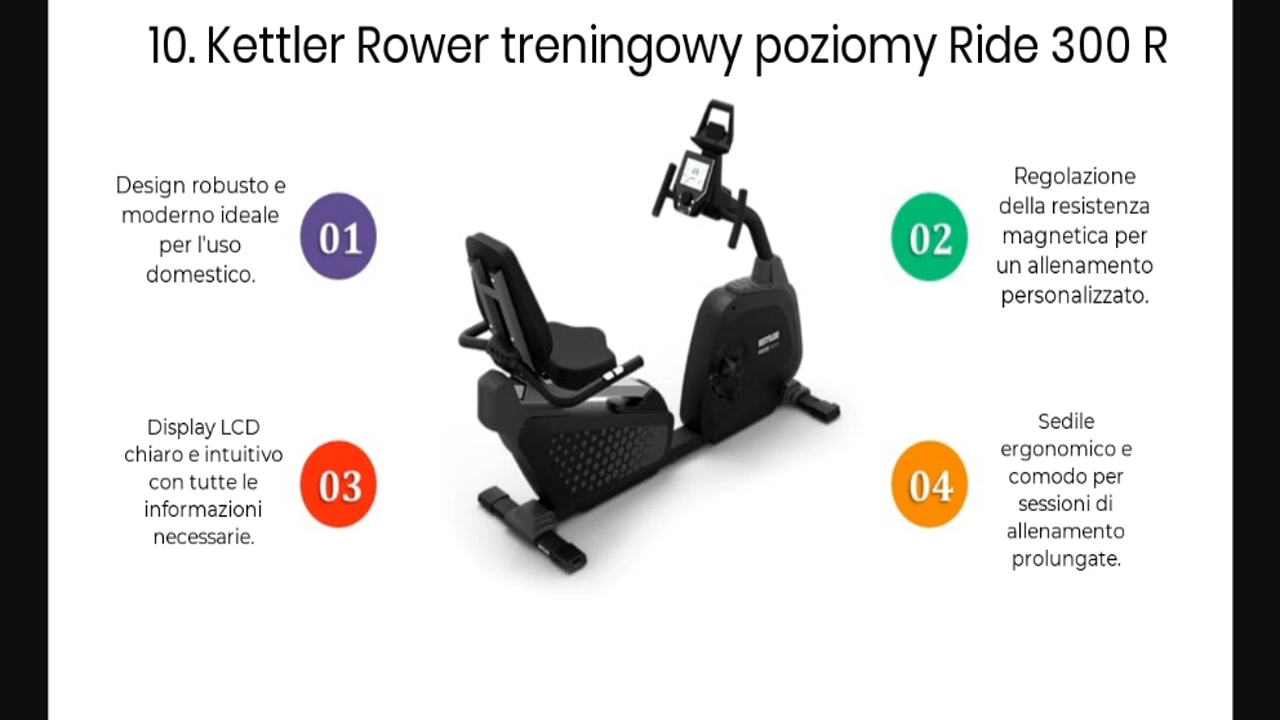 10. Kettler Rower treningowy poziomy Ride 300 R
Design robusto e
moderno ideale
per l'uso
domestico.
01
02
Regolazione
della resistenza
magnetica per
un allenamento
personalizzato.
KETTLER
Display LCD
chiaro e intuitivo
con tutte le
informazioni
necessarie.
03
04
Sedile
ergonomico e
comodo per
sessioni di
allenamento
prolungate.